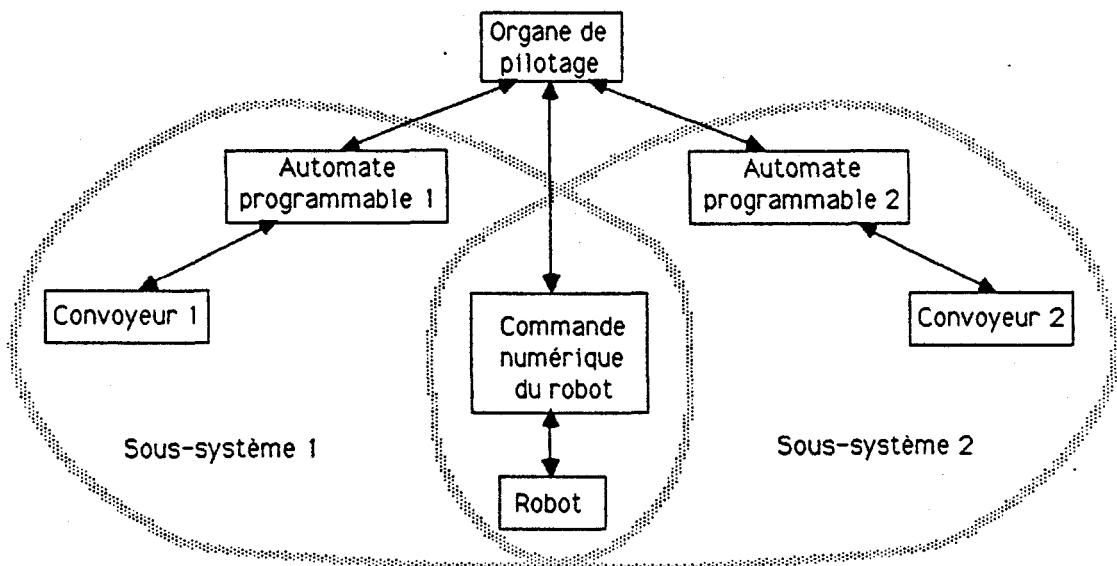 Organe de
pilotage
Automate
programmable 1
Automate
programmable 2
Convoyeur 1
Commande
numérique
du robot
Convoyeur 2
Sous-système 1
Sous-système 2
Robot